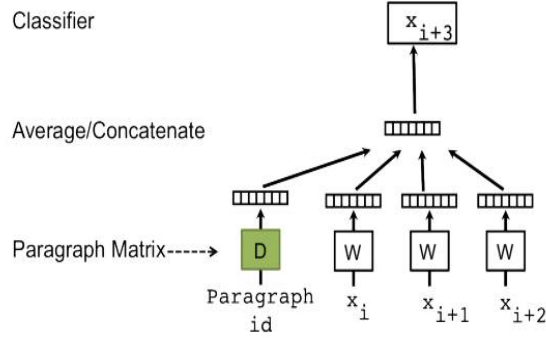 Classifier
x_{i+3}
Average/Concatenate
Paragraph Matrix
D
W
W
W
Paragraph
id
x_i
x_{i+1}
x_{i+2}